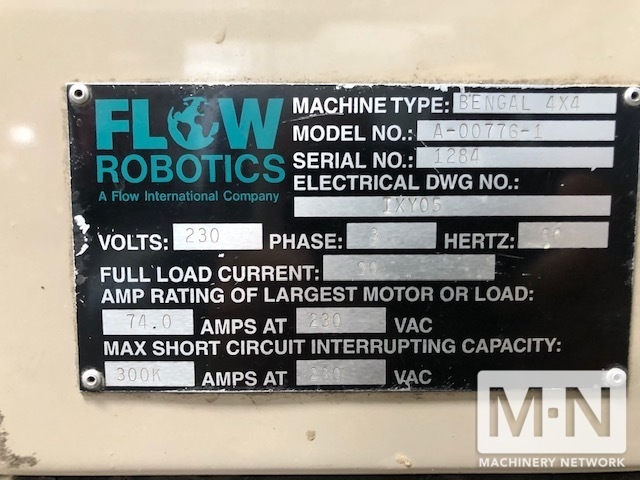 FLOW
ROBOTICS
A Flow International Company
MACHINE TYPE: BENGAL 4X4
MODEL NO.: A-00776-1
SERIAL NO.: 1284
ELECTRICAL DWG NO.:
IXY05
VOLTS: 230 PHASE: 3 HERTZ: 60
FULL LOAD CURRENT:
AMP RATING OF LARGEST MOTOR OR LOAD:
74.0 AMPS AT 230 VAC
MAX SHORT CIRCUIT INTERRUPTING CAPACITY:
300K AMPS AT 230 VAC
M·N
MACHINERY NETWORK